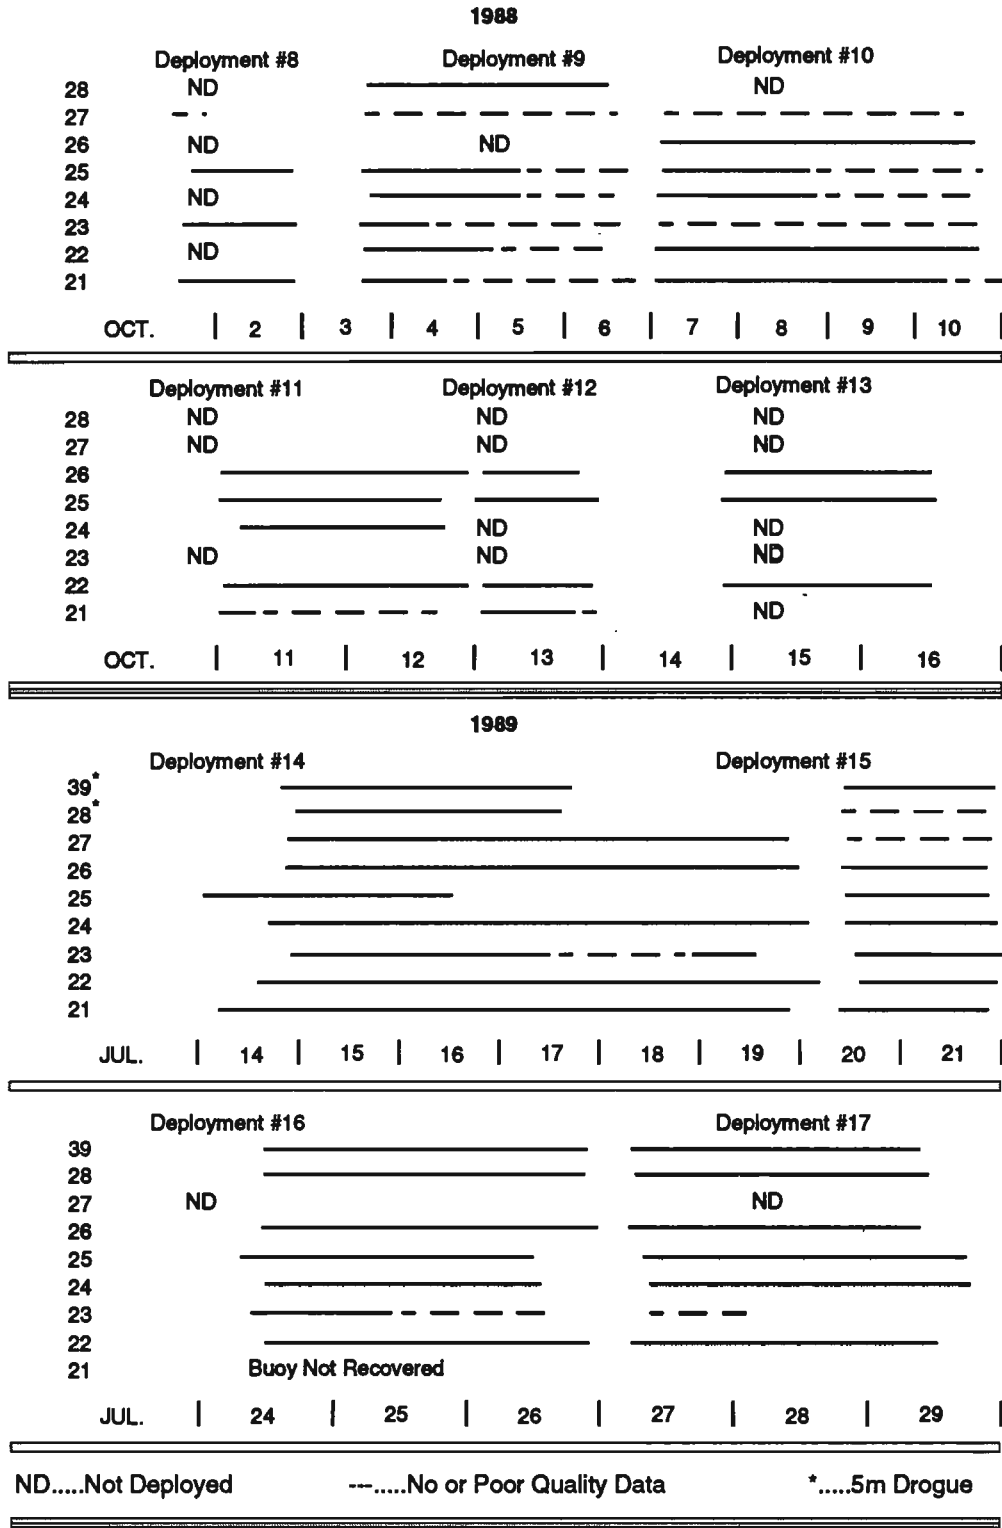 1988
Deployment #8 Deployment #9 Deployment #10
28 ND ND
27
26 ND ND
25
24 ND
23
22 ND
21
OCT. | 2 | 3 | 4 | 5 | 6 | 7 | 8 | 9 | 10 |
Deployment #11 Deployment #12 Deployment #13
28 ND ND ND
27 ND ND ND
26
25
24 ND ND
23 ND ND ND
22
21 ND
OCT. | 11 | 12 | 13 | 14 | 15 | 16 |
1989
Deployment #14 Deployment #15
39*
28*
27
26
25
24
23
22
21
JUL. | 14 | 15 | 16 | 17 | 18 | 19 | 20 | 21 |
Deployment #16 Deployment #17
39
28
27 ND ND
26
25
24
23
22
21 Buoy Not Recovered
JUL. | 24 | 25 | 26 | 27 | 28 | 29 |
ND.....Not Deployed ---.....No or Poor Quality Data *.....5m Drogue